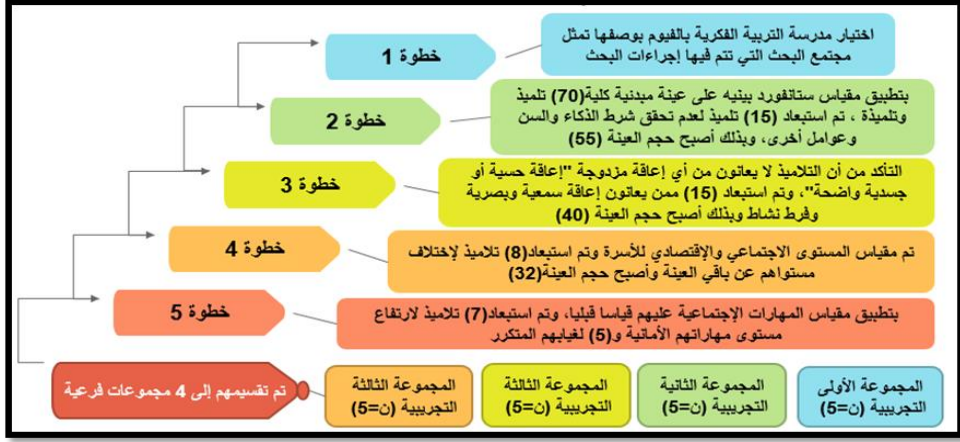 خطوة 1
اختيار مدرسة التربية الفكرية بالفيوم بوصفها تمثل
مجتمع البحث التي تتم فيها إجراءات البحث
خطوة 2
بتطبيق مقياس ستانفورد بينيه على عينة مبدئية كلية(70) تلميذ
وتلميذة ، تم استبعاد (15) تلميذ لعدم تحقق شرط الذكاء والسن
وعوامل أخرى، وبذلك أصبح حجم العينة (55)
خطوة 3
التأكد من أن التلاميذ لا يعانون من أي إعاقة مزدوجة "إعاقة حسية أو
جسدية واضحة"، وتم استبعاد (15) ممن يعانون إعاقة سمعية وبصرية
وفرط نشاط وبذلك أصبح حجم العينة (40)
خطوة 4
تم مقياس المستوى الاجتماعي والإقتصادي للأسرة وتم استبعاد(8) تلاميذ لإختلاف
مستواهم عن باقي العينة وأصبح حجم العينة(32)
خطوة 5
بتطبيق مقياس المهارات الإجتماعية عليهم قياسا قبليا، وتم استبعاد(7) تلاميذ لارتفاع
مستوى مهاراتهم الأمانية و(5) لغيابهم المتكرر
تم تقسيمهم إلى 4 مجموعات فرعية
المجموعة الأولى
التجريبية (ن=5)
المجموعة الثانية
التجريبية (ن=5)
المجموعة الثالثة
التجريبية (ن=5)
المجموعة الثالثة
التجريبية (ن=5)